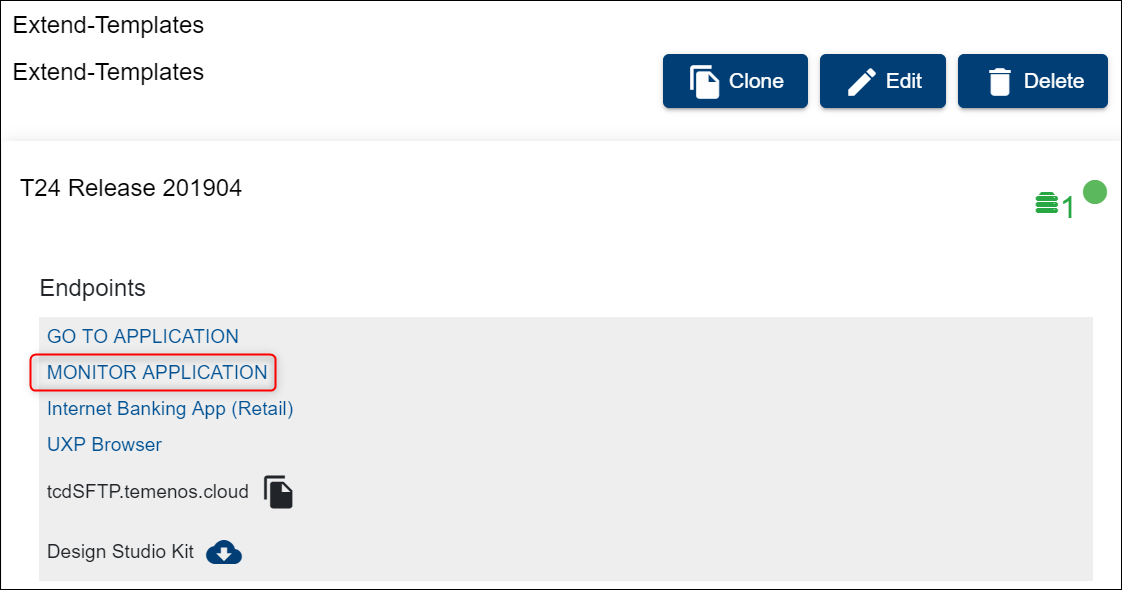 Extend-Templates
Extend-Templates
Clone Edit Delete
T24 Release 201904
1
Endpoints
GO TO APPLICATION
MONITOR APPLICATION
Internet Banking App (Retail)
UXP Browser
tcdSFTP.temenos.cloud
Design Studio Kit